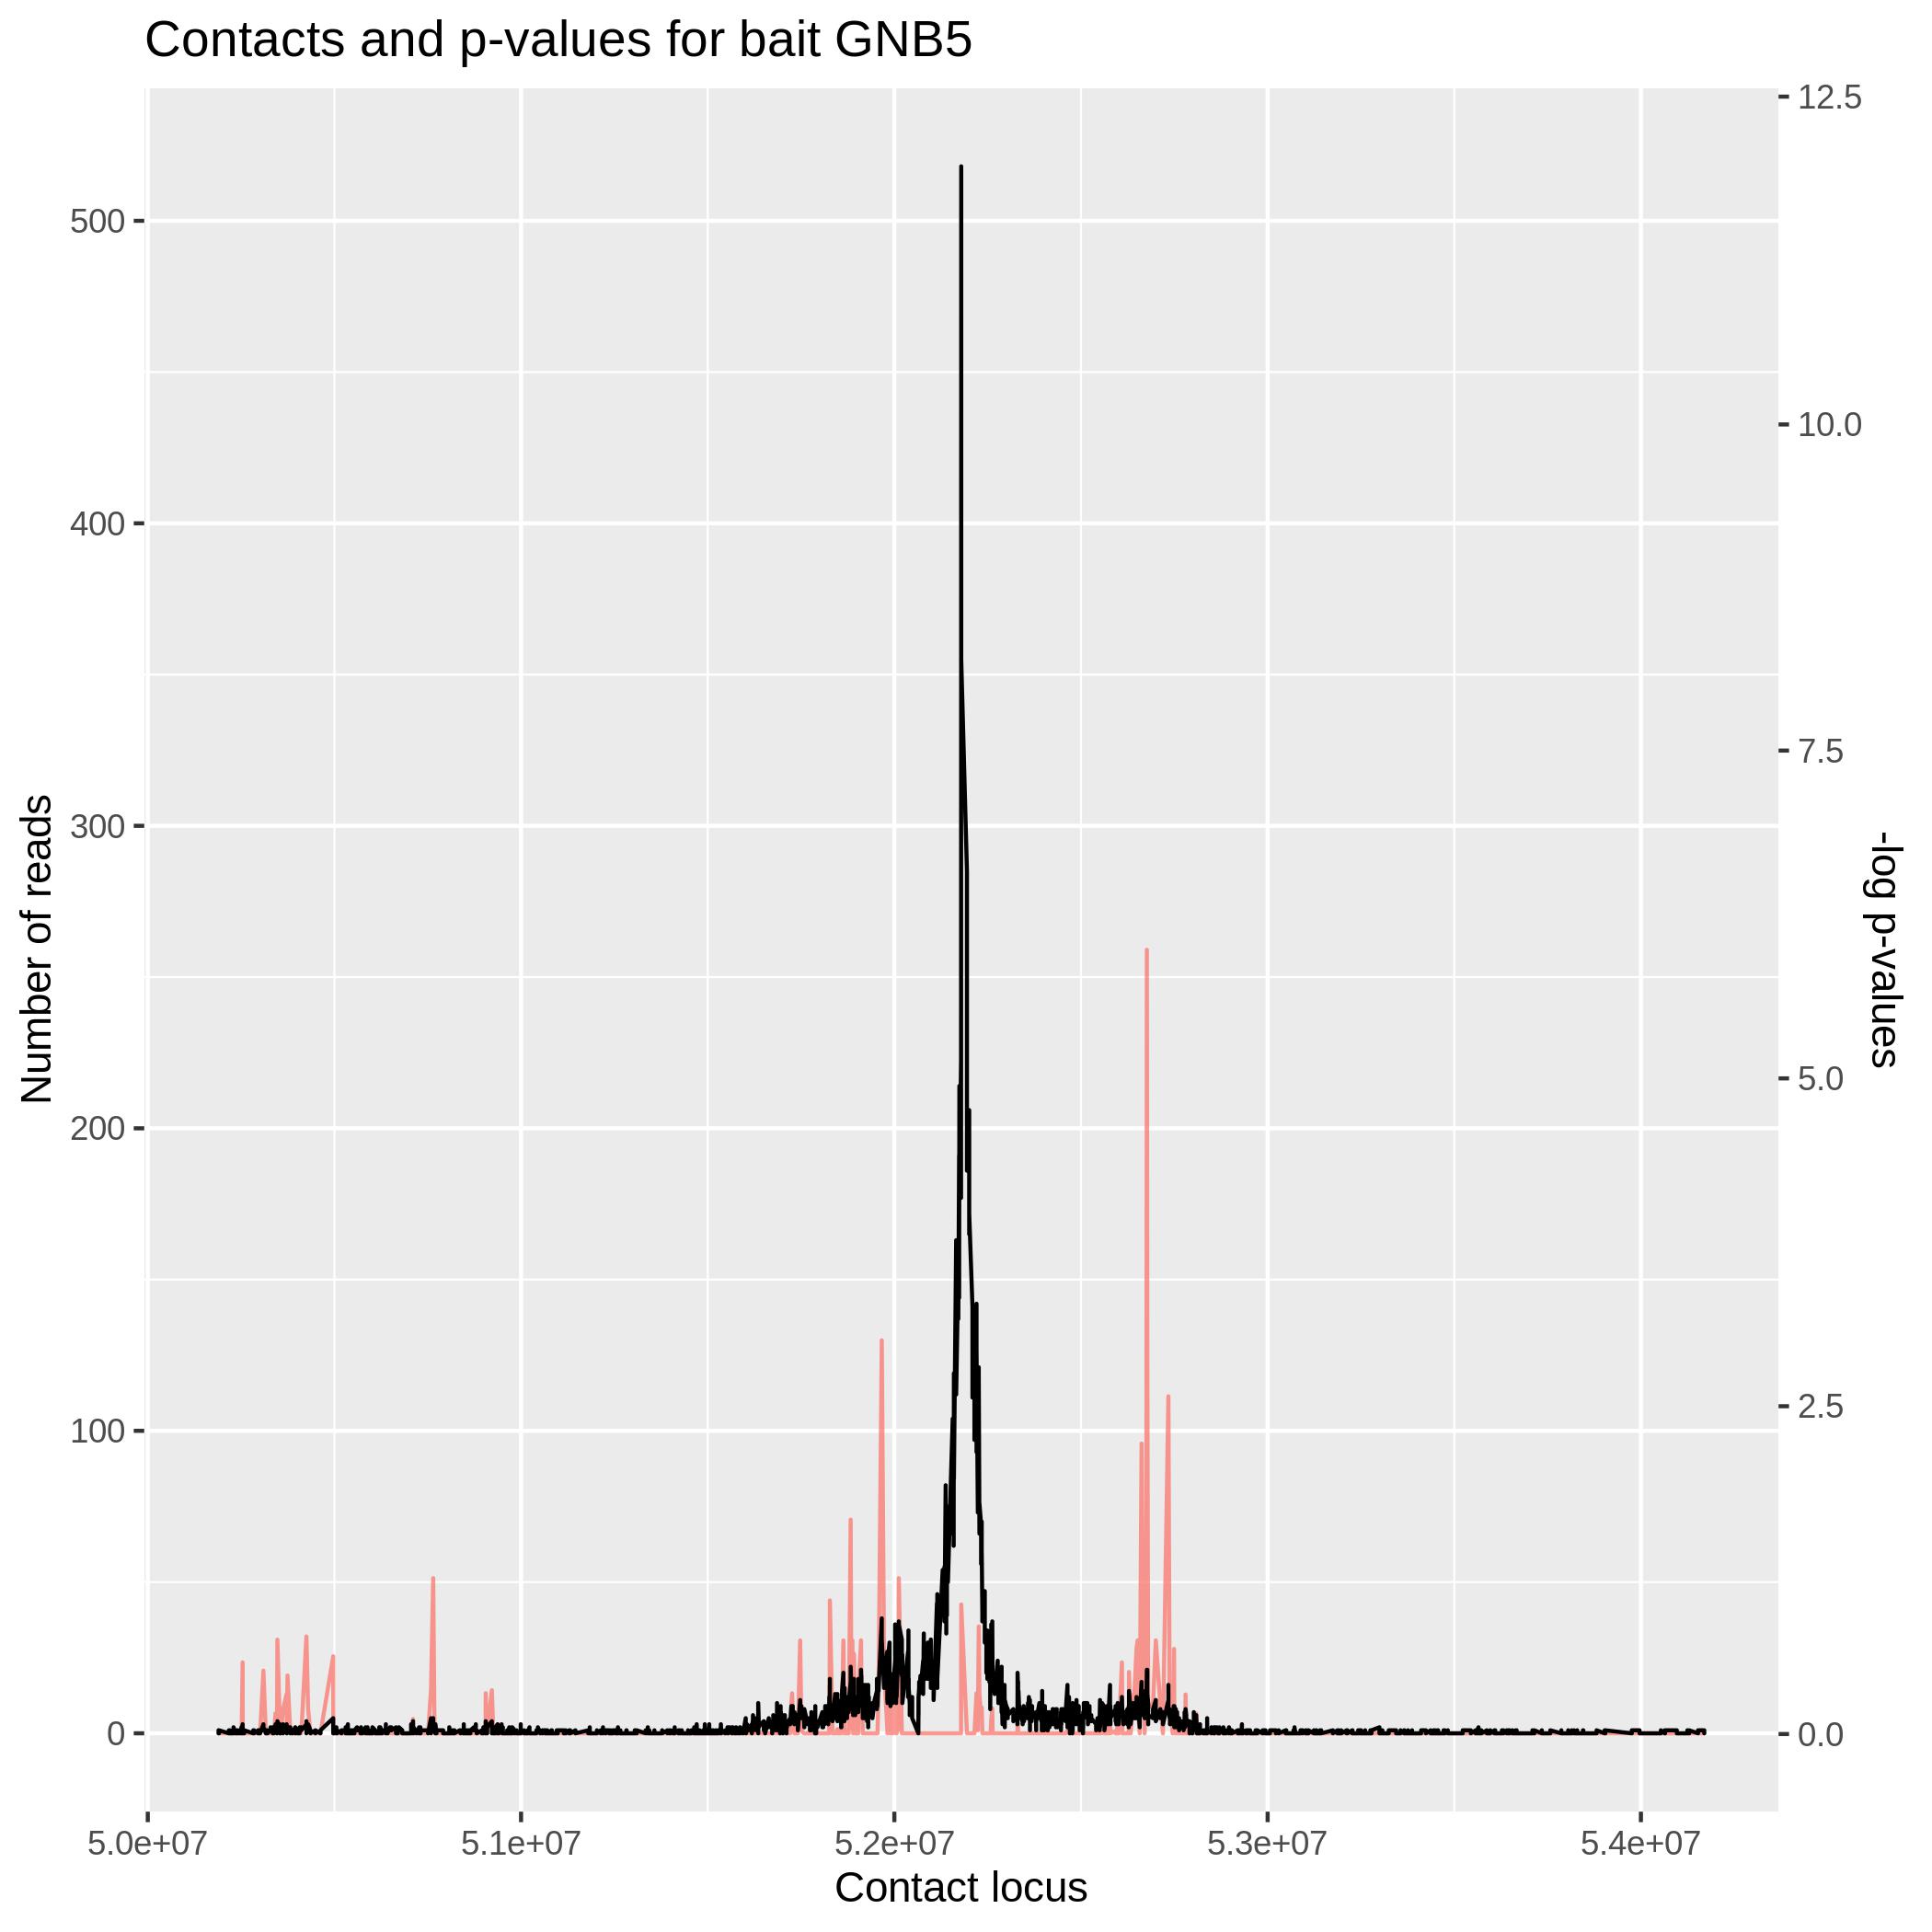 Contacts and p-values for bait GNB5
Number of reads
500
400
300
200
100
0
12.5
10.0
7.5
5.0
2.5
0.0
-log p-values
5.0e+07
5.1e+07
5.2e+07
5.3e+07
5.4e+07
Contact locus